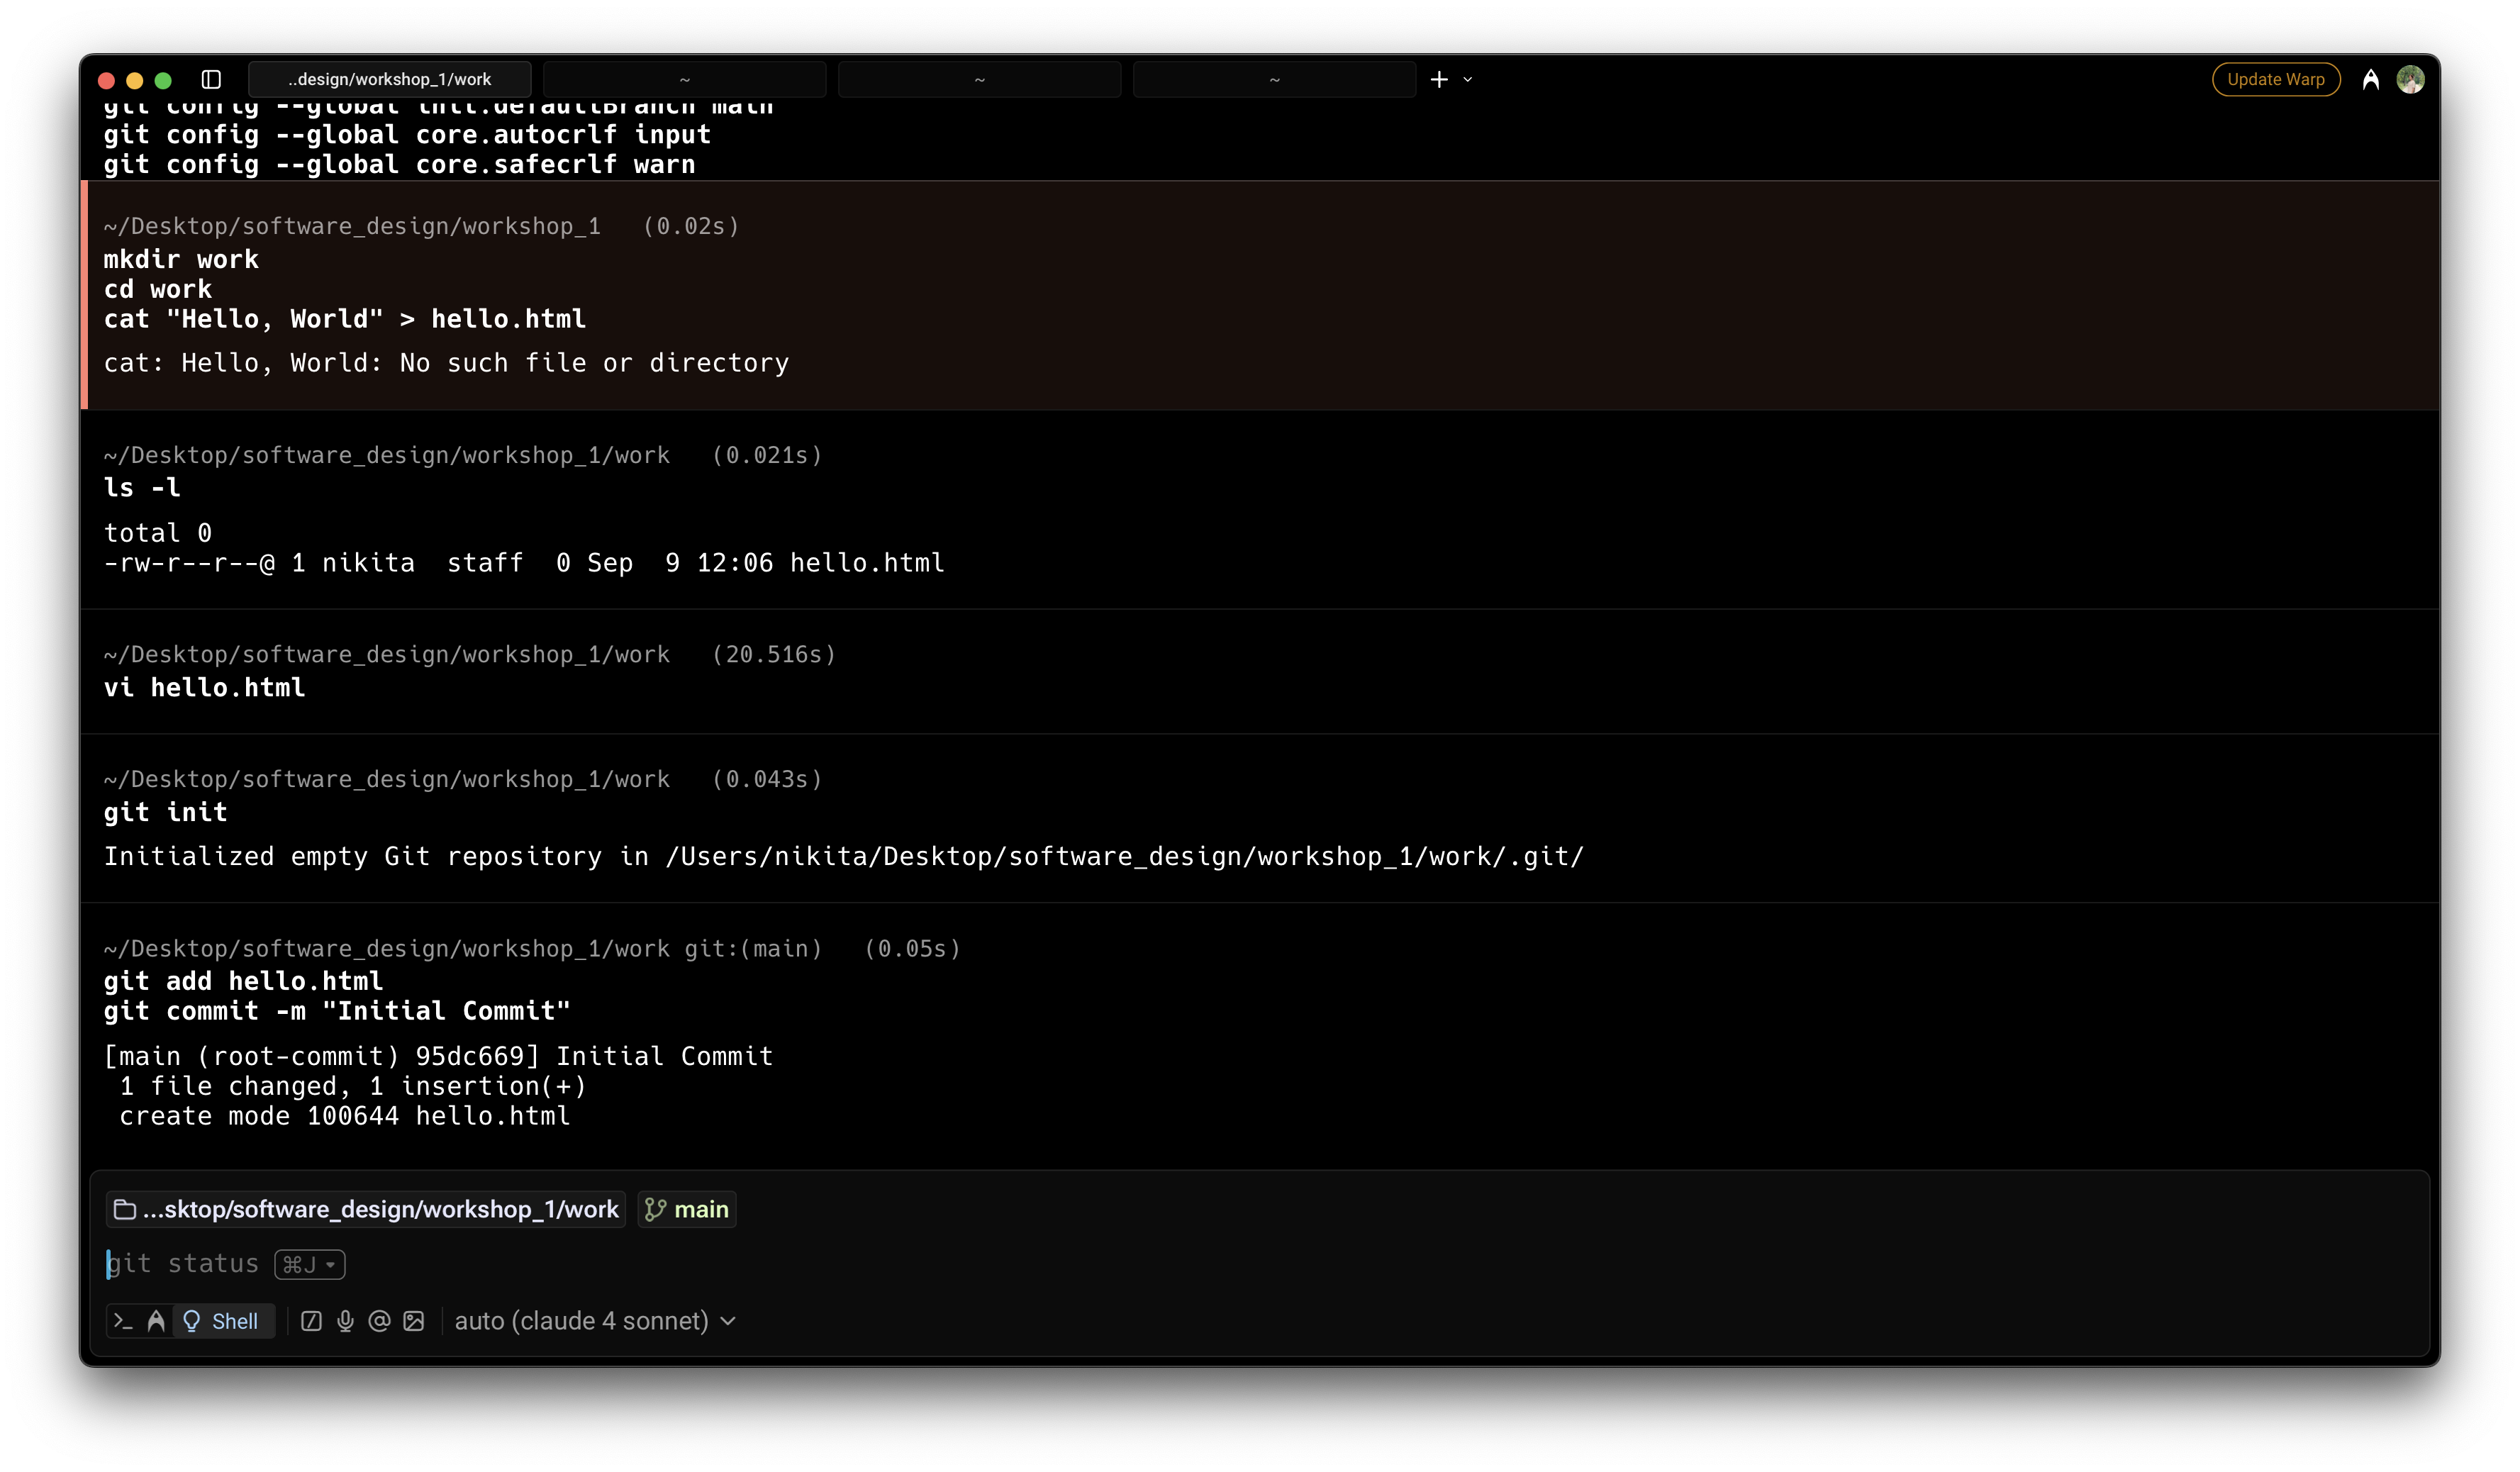 ..design/workshop_1/work
~
~
~
Update Warp
git config --global init.defaultBranch main
git config --global core.autocrlf input
git config --global core.safecrlf warn
~/Desktop/software_design/workshop_1 (0.02s)
mkdir work
cd work
cat "Hello, World" > hello.html
cat: Hello, World: No such file or directory
~/Desktop/software_design/workshop_1/work (0.021s)
ls -l
total 0
-rw-r--r--@ 1 nikita  staff  0 Sep  9 12:06 hello.html
~/Desktop/software_design/workshop_1/work (20.516s)
vi hello.html
~/Desktop/software_design/workshop_1/work (0.043s)
git init
Initialized empty Git repository in /Users/nikita/Desktop/software_design/workshop_1/work/.git/
~/Desktop/software_design/workshop_1/work git:(main) (0.05s)
git add hello.html
git commit -m "Initial Commit"
[main (root-commit) 95dc669] Initial Commit
 1 file changed, 1 insertion(+)
 create mode 100644 hello.html
...sktop/software_design/workshop_1/work main
git status ⌘J
Shell auto (claude 4 sonnet)